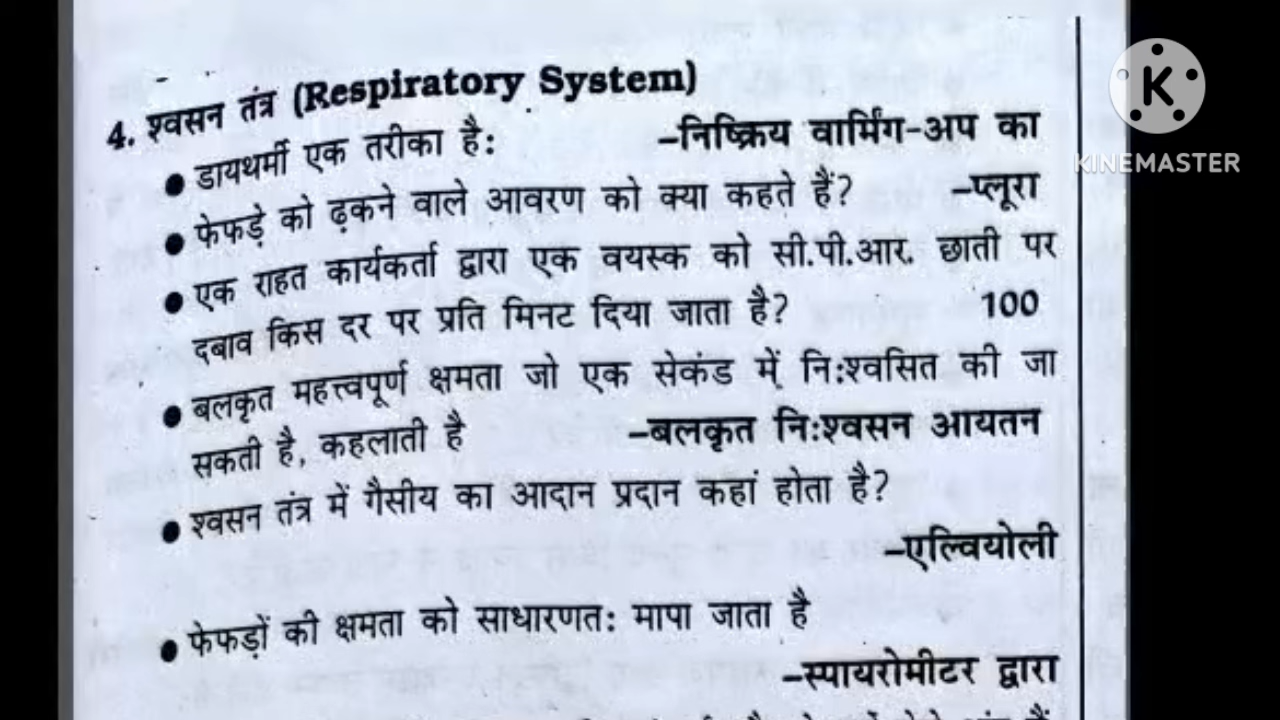 4. श्वसन तंत्र (Respiratory System)
● डायथर्मी एक तरीका है: –निष्क्रिय वार्मिंग-अप का
● फेफड़े को ढ़कने वाले आवरण को क्या कहते हैं? –प्लूरा
● एक राहत कार्यकर्ता द्वारा एक वयस्क को सी.पी.आर. छाती पर
दबाव किस दर पर प्रति मिनट दिया जाता है? 100
● बलकृत महत्त्वपूर्ण क्षमता जो एक सेकंड में निःश्वसित की जा
सकती है, कहलाती है –बलकृत निःश्वसन आयतन
● श्वसन तंत्र में गैसीय का आदान प्रदान कहां होता है?
–एल्वियोली
● फेफड़ों की क्षमता को साधारणत: मापा जाता है
–स्पायरोमीटर द्वारा
K
KINEMASTER